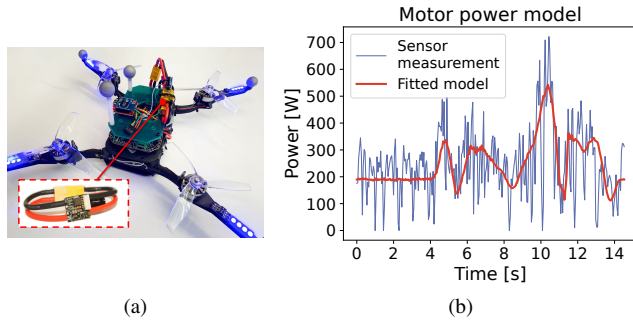 Motor power model
Sensor
measurement
Fitted model
Power [W]
700
600
500
400
300
200
100
0
0 2 4 6 8 10 12 14
Time [s]
(a)
(b)